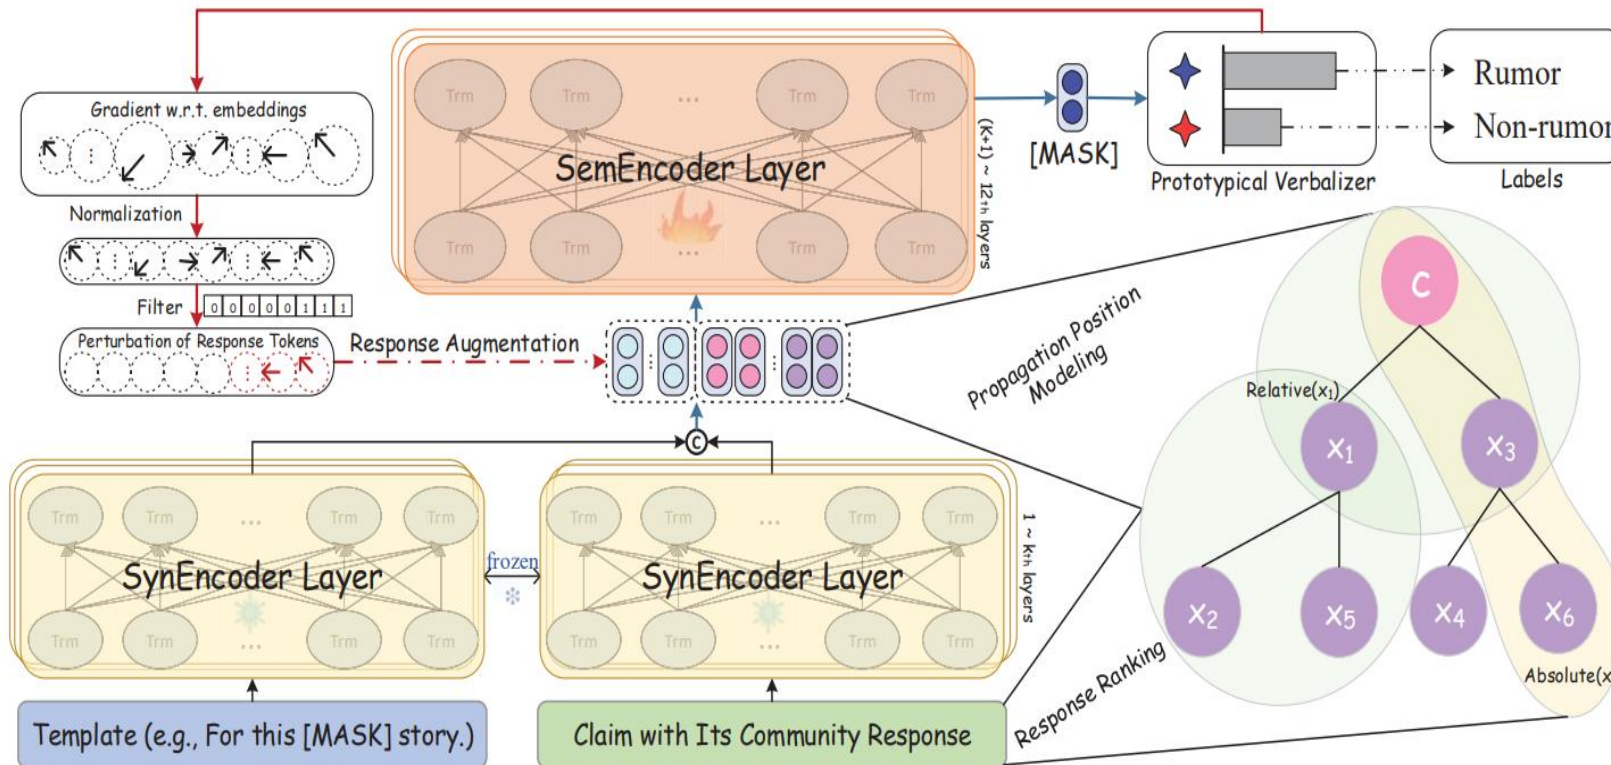 Gradient w.r.t. embeddings
Normalization
Filter
0 0 0 0 0 1 1 1
Perturbation of Response Tokens
Response Augmentation
Trm Trm ... Trm Trm
SemEncoder Layer
Trm Trm ... Trm Trm
(K+1) ~ 12th layers
[MASK]
Prototypical Verbalizer
Rumor
Non-rumor
Labels
Propagation Position
Modeling
C
Relative(x1)
x1
x3
x2
x5
x4
x6
Absolute(x
Response Ranking
C
Trm Trm ... Trm Trm
SynEncoder Layer
Trm Trm ... Trm Trm
frozen
Trm Trm ... Trm Trm
SynEncoder Layer
Trm Trm ... Trm Trm
1 ~ kth layers
Template (e.g., For this [MASK] story.)
Claim with Its Community Response